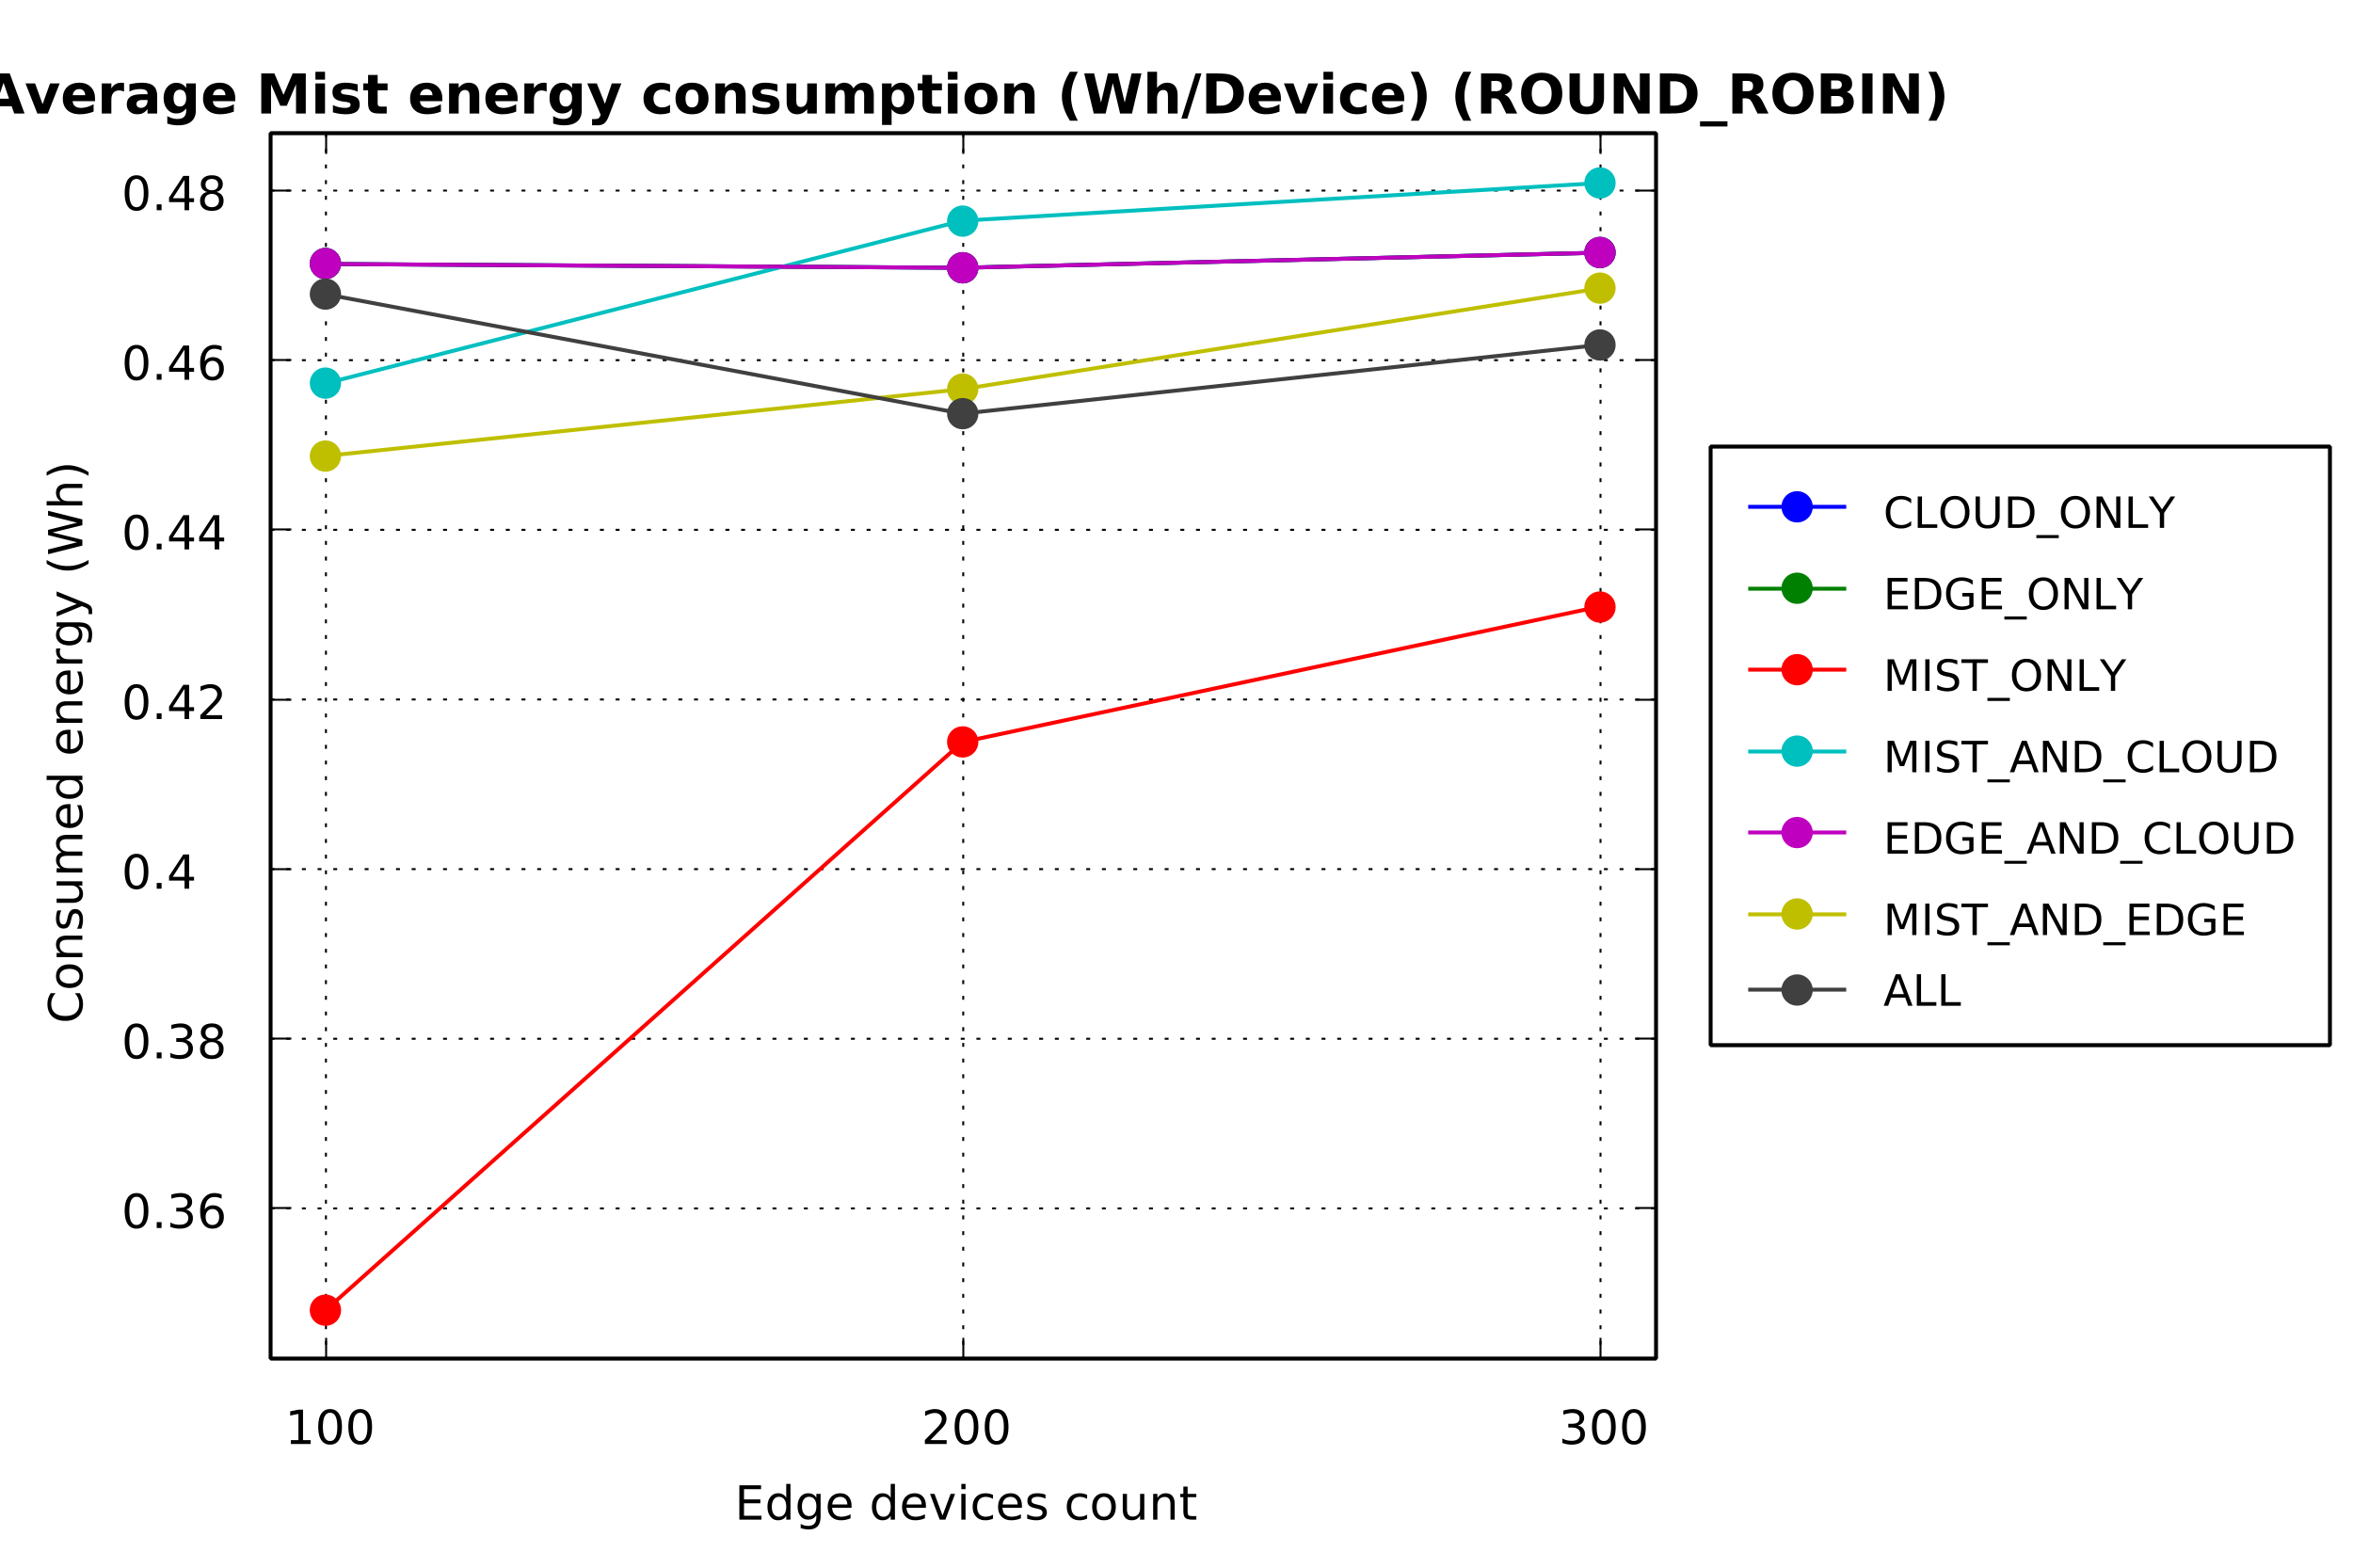 Average Mist energy consumption (Wh/Device) (ROUND_ROBIN)
0.48
0.46
0.44
0.42
0.4
0.38
0.36
Consumed energy (Wh)
100
200
300
Edge devices count
CLOUD_ONLY
EDGE_ONLY
MIST_ONLY
MIST_AND_CLOUD
EDGE_AND_CLOUD
MIST_AND_EDGE
ALL